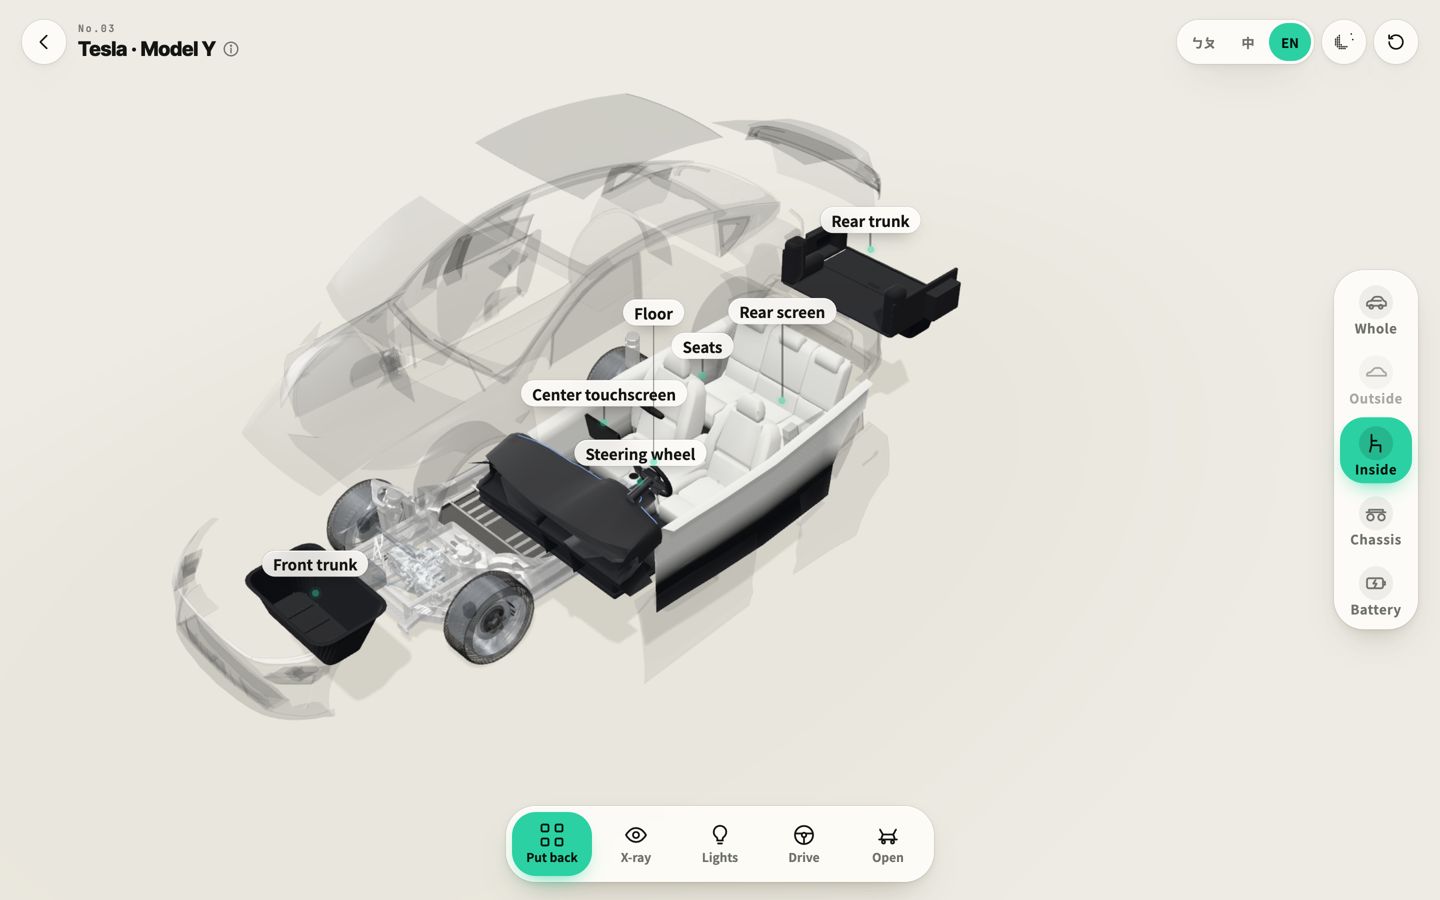 No.03
Tesla · Model Y
ㄅㄆ
中
EN
Rear trunk
Floor
Rear screen
Seats
Center touchscreen
Steering wheel
Front trunk
Whole
Outside
Inside
Chassis
Battery
Put back
X-ray
Lights
Drive
Open